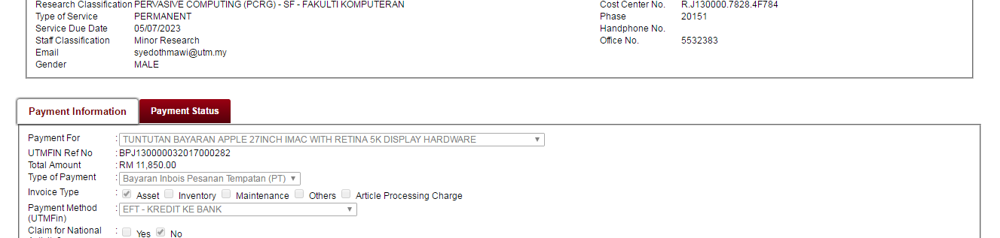 Research Classification PERVASIVE COMPUTING (PCRG) - SF - FAKULTI KOMPUTERAN Cost Center No. R.J130000.7828.4F784
Type of Service PERMANENT Phase 20151
Service Due Date 05/07/2023 Handphone No.
Staff Classification Minor Research Office No. 5532383
Email syedothmawi@utm.my
Gender MALE
Payment Information Payment Status
Payment For : TUNTUTAN BAYARAN APPLE 27INCH IMAC WITH RETINA 5K DISPLAY HARDWARE
UTMFIN Ref No : BPJ130000032017000282
Total Amount : RM 11,850.00
Type of Payment : Bayaran Inbois Pesanan Tempatan (PT)
Invoice Type : Asset Inventory Maintenance Others Article Processing Charge
Payment Method : EFT - KREDIT KE BANK
(UTMFin)
Claim for National : Yes No